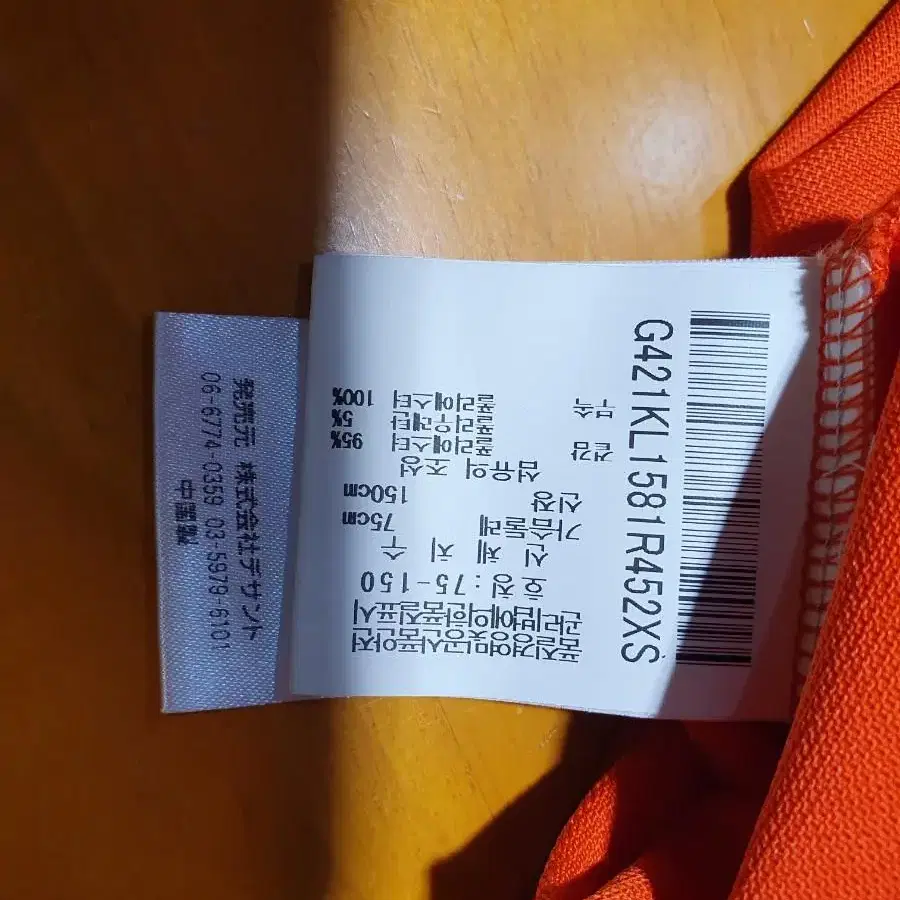 G421KL1581R452XS
품질경영및공산품안전
관리법에의한품질표시
호칭:75-150
신 체 치 수
가슴둘레 75cm
신장 150cm
섬유의 조성
겉감 폴리에스터 95%
폴리우레탄 5%
폴리에스터 100%
発売元 株式会社デサント
06-6774-0359 03-5979-6101
中国製